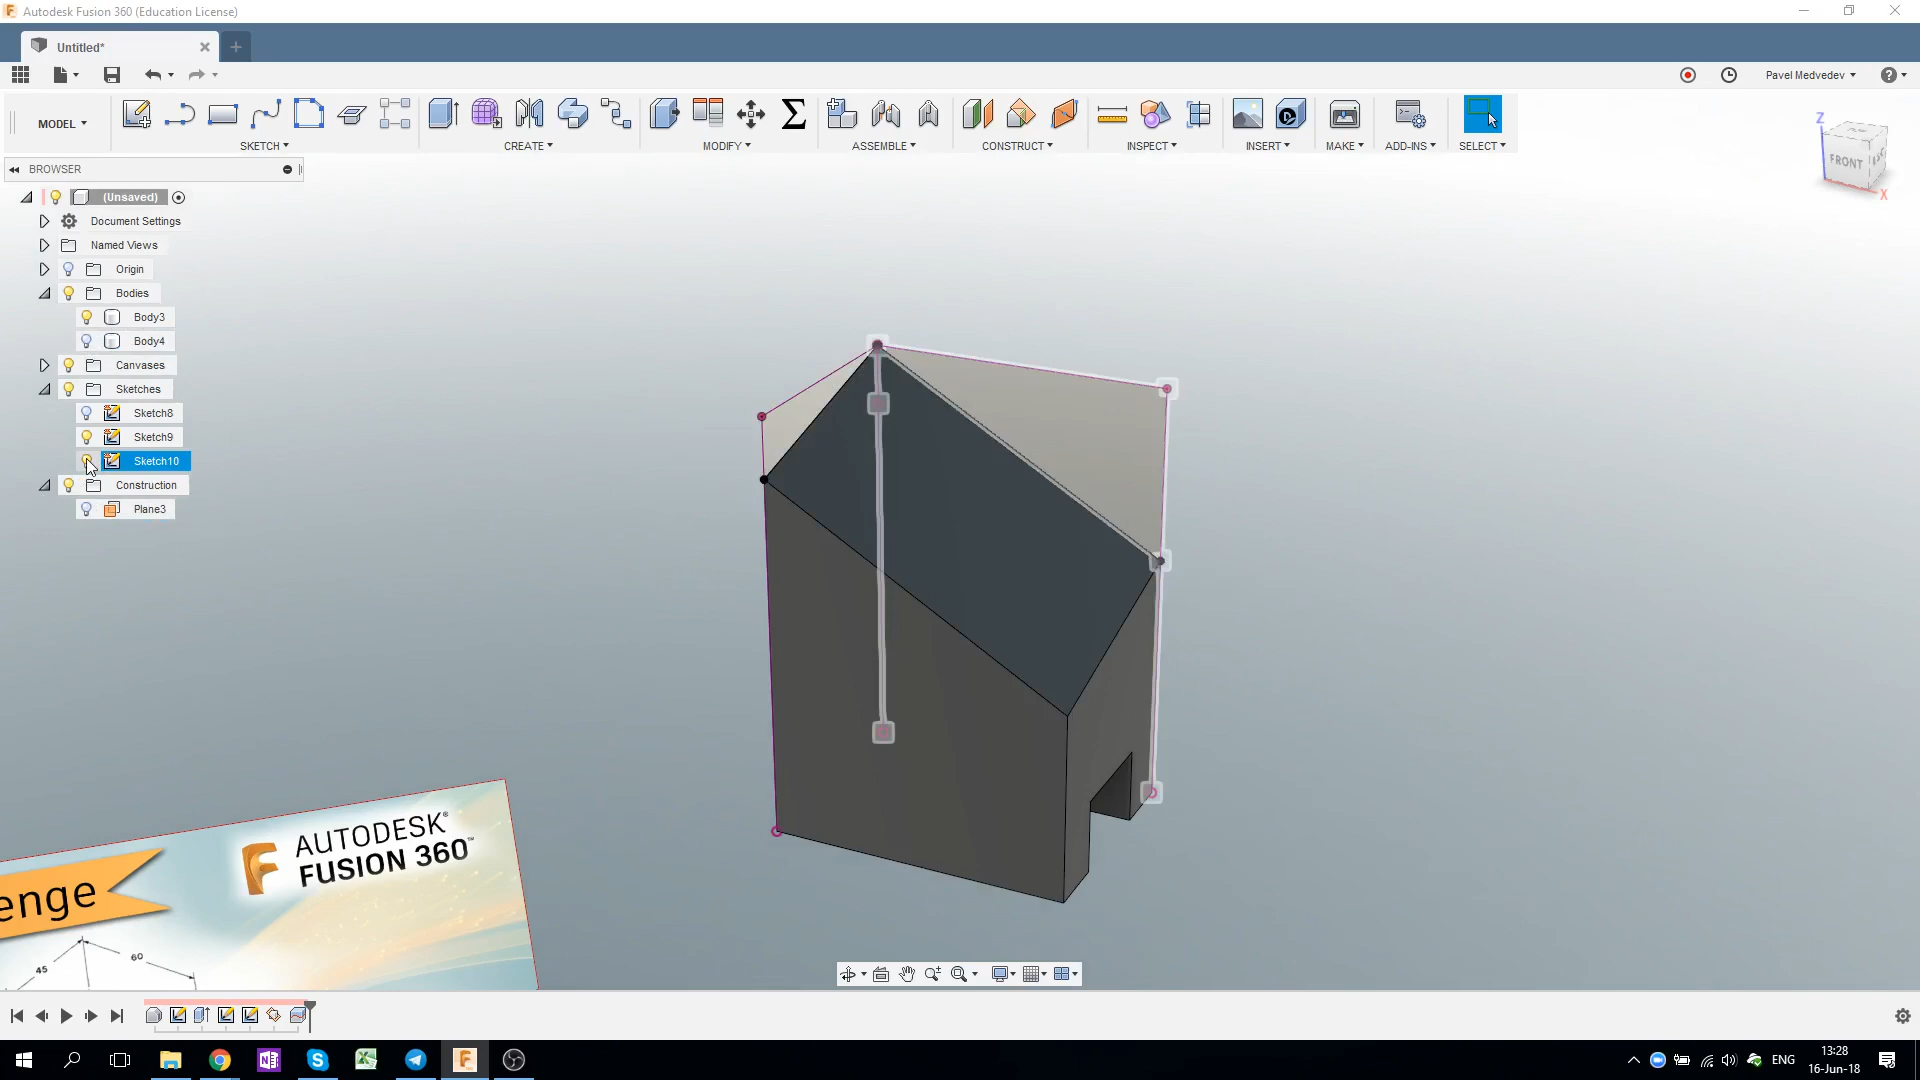 Autodesk Fusion 360 (Education License)
Untitled*
Pavel Medvedev
MODEL
SKETCH
CREATE
MODIFY
ASSEMBLE
CONSTRUCT
INSPECT
INSERT
MAKE
ADD-INS
SELECT
Z
FRONT
X
BROWSER
(Unsaved)
Document Settings
Named Views
Origin
Bodies
Body3
Body4
Canvases
Sketches
Sketch8
Sketch9
Sketch10
Construction
Plane3
AUTODESK®
FUSION 360™
enge
45
60
ENG
13:28
16-Jun-18